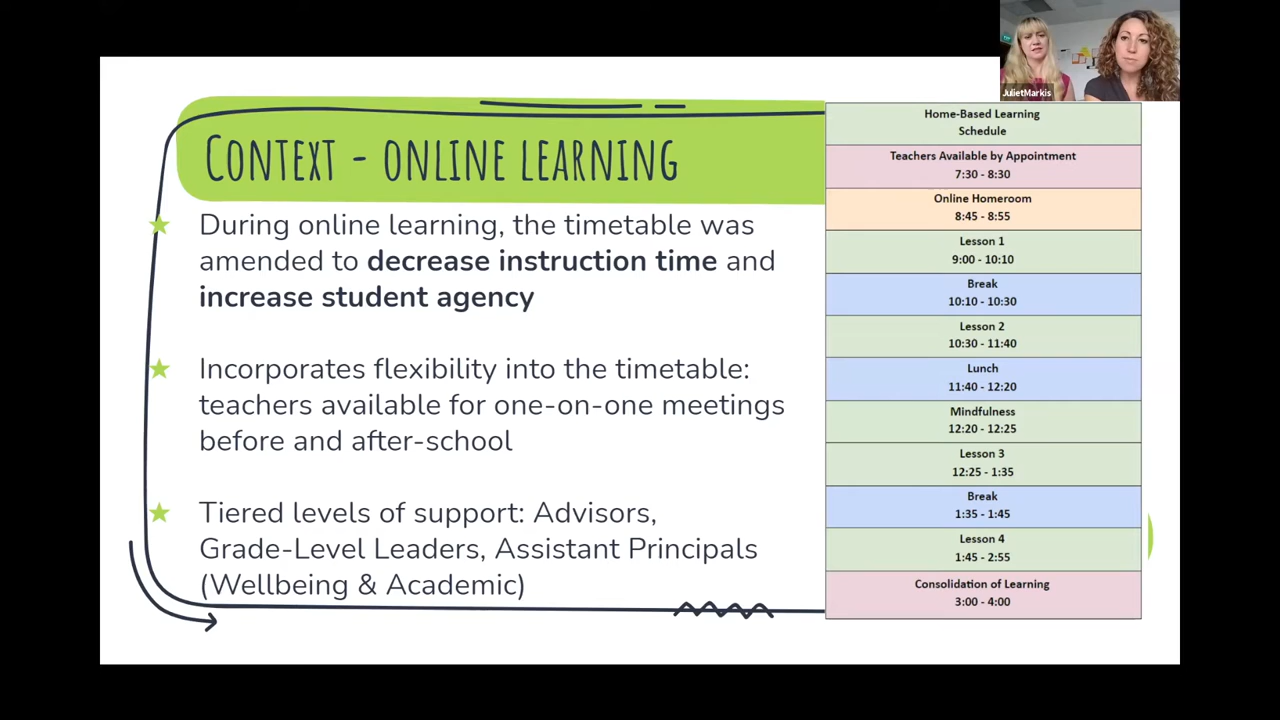 JulietMarkis
Context - online learning
During online learning, the timetable was
amended to decrease instruction time and
increase student agency
Incorporates flexibility into the timetable:
teachers available for one-on-one meetings
before and after-school
Tiered levels of support: Advisors,
Grade-Level Leaders, Assistant Principals
(Wellbeing & Academic)
Home-Based Learning
Schedule
Teachers Available by Appointment
7:30 - 8:30
Online Homeroom
8:45 - 8:55
Lesson 1
9:00 - 10:10
Break
10:10 - 10:30
Lesson 2
10:30 - 11:40
Lunch
11:40 - 12:20
Mindfulness
12:20 - 12:25
Lesson 3
12:25 - 1:35
Break
1:35 - 1:45
Lesson 4
1:45 - 2:55
Consolidation of Learning
3:00 - 4:00